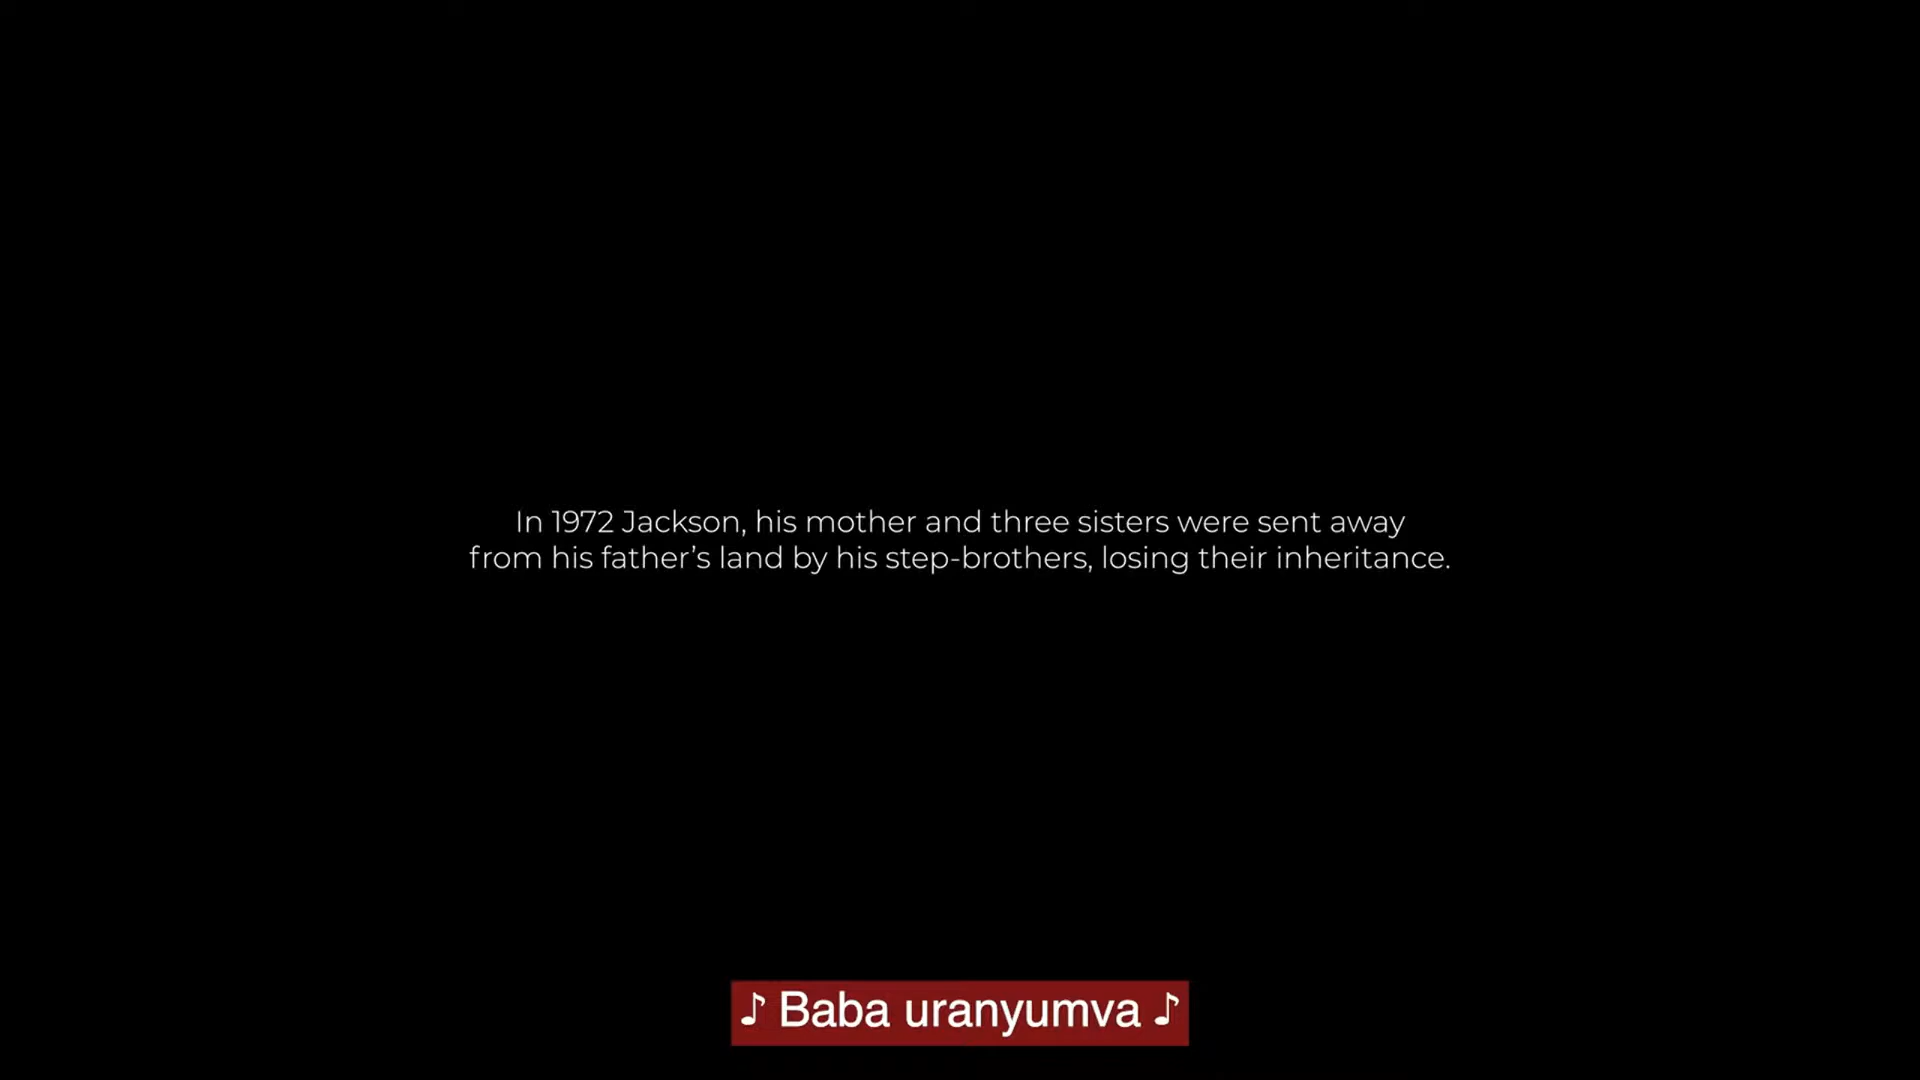 In 1972 Jackson, his mother and three sisters were sent away
from his father’s land by his step-brothers, losing their inheritance.
♪ Baba uranyumva ♪